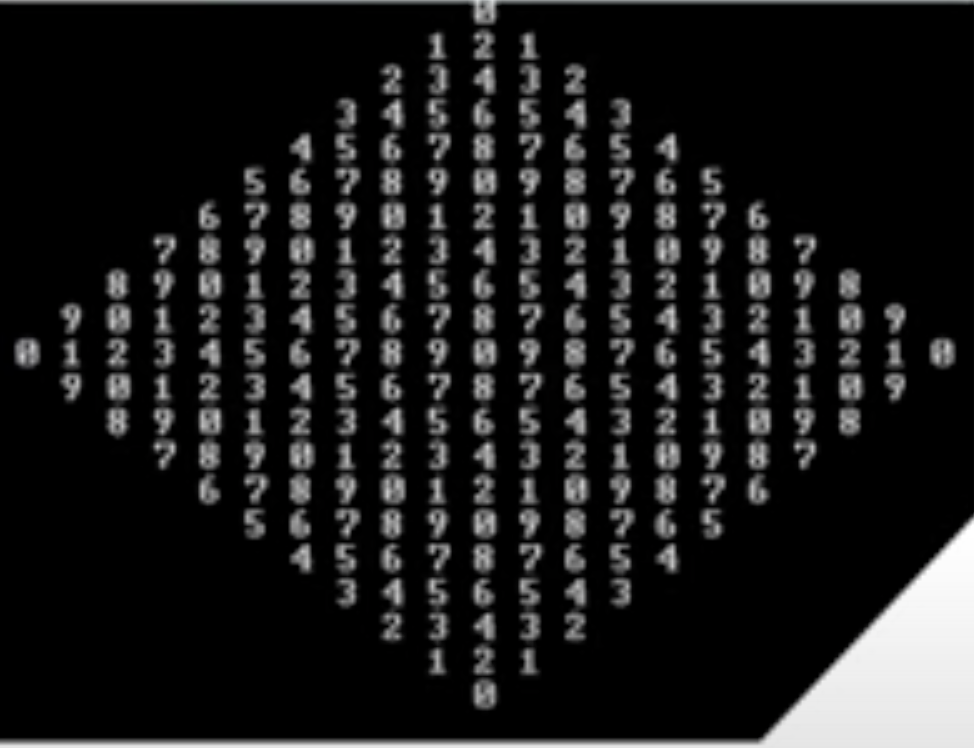 0
1 2 1
2 3 4 3 2
3 4 5 6 5 4 3
4 5 6 7 8 7 6 5 4
5 6 7 8 9 0 9 8 7 6 5
6 7 8 9 0 1 2 1 0 9 8 7 6
7 8 9 0 1 2 3 4 3 2 1 0 9 8 7
8 9 0 1 2 3 4 5 6 5 4 3 2 1 0 9 8
9 0 1 2 3 4 5 6 7 8 7 6 5 4 3 2 1 0 9
0 1 2 3 4 5 6 7 8 9 0 9 8 7 6 5 4 3 2 1 0
9 0 1 2 3 4 5 6 7 8 7 6 5 4 3 2 1 0 9
8 9 0 1 2 3 4 5 6 5 4 3 2 1 0 9 8
7 8 9 0 1 2 3 4 3 2 1 0 9 8 7
6 7 8 9 0 1 2 1 0 9 8 7 6
5 6 7 8 9 0 9 8 7 6 5
4 5 6 7 8 7 6 5 4
3 4 5 6 5 4 3
2 3 4 3 2
1 2 1
0